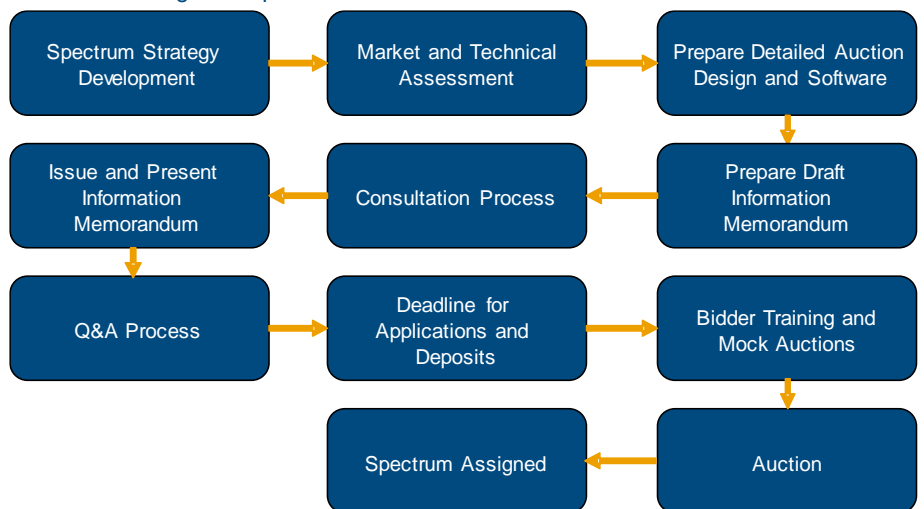 Spectrum Strategy
Development
Market and Technical
Assessment
Prepare Detailed Auction
Design and Software
Issue and Present
Information
Memorandum
Consultation Process
Prepare Draft
Information
Memorandum
Q&A Process
Deadline for
Applications and
Deposits
Bidder Training and
Mock Auctions
Spectrum Assigned
Auction